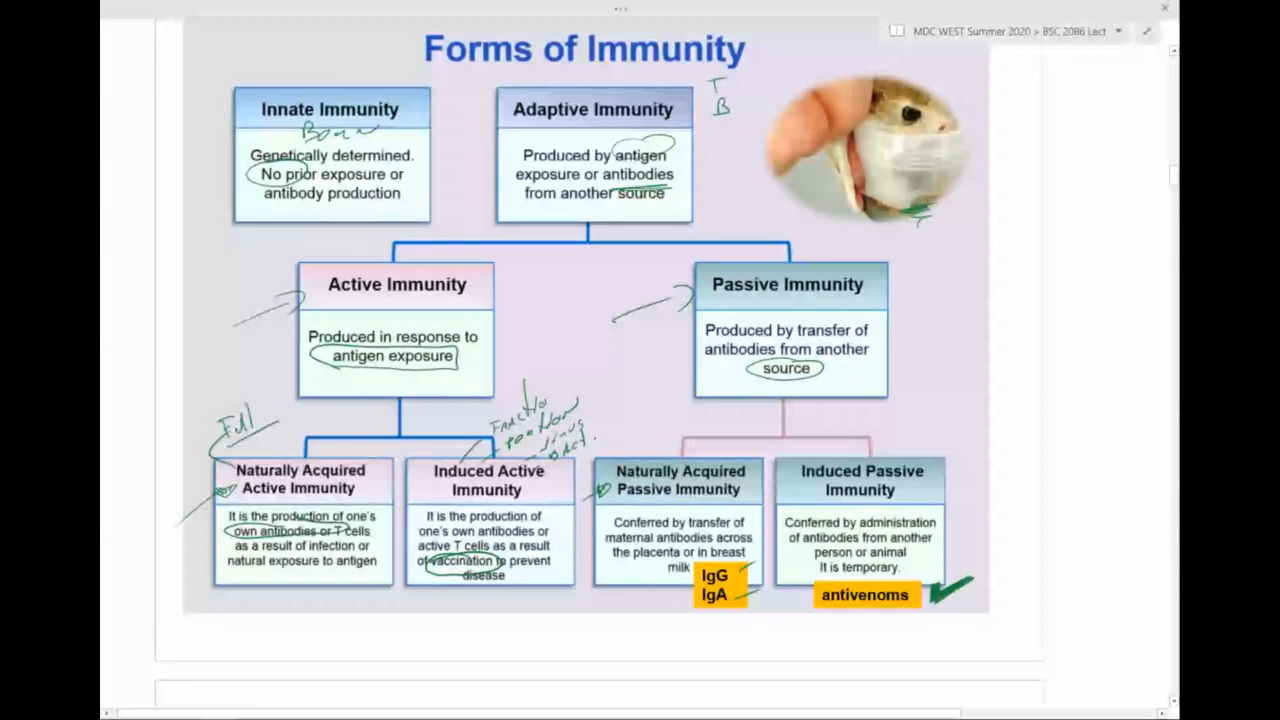 MDC WEST Summer 2020 > BSC 2086 Lect
Forms of Immunity
T
B
Innate Immunity
Born
Genetically determined.
No prior exposure or
antibody production
Adaptive Immunity
Produced by antigen
exposure or antibodies
from another source
Active Immunity
Produced in response to
antigen exposure
Passive Immunity
Produced by transfer of
antibodies from another
source
Full
Naturally Acquired
Active Immunity
It is the production of one's
own antibodies or T cells
as a result of infection or
natural exposure to antigen
Induced Active
Immunity
It is the production of
one's own antibodies or
active T cells as a result
of vaccination to prevent
disease
Naturally Acquired
Passive Immunity
Conferred by transfer of
maternal antibodies across
the placenta or in breast
milk
IgG
IgA
Induced Passive
Immunity
Conferred by administration
of antibodies from another
person or animal
It is temporary.
antivenoms